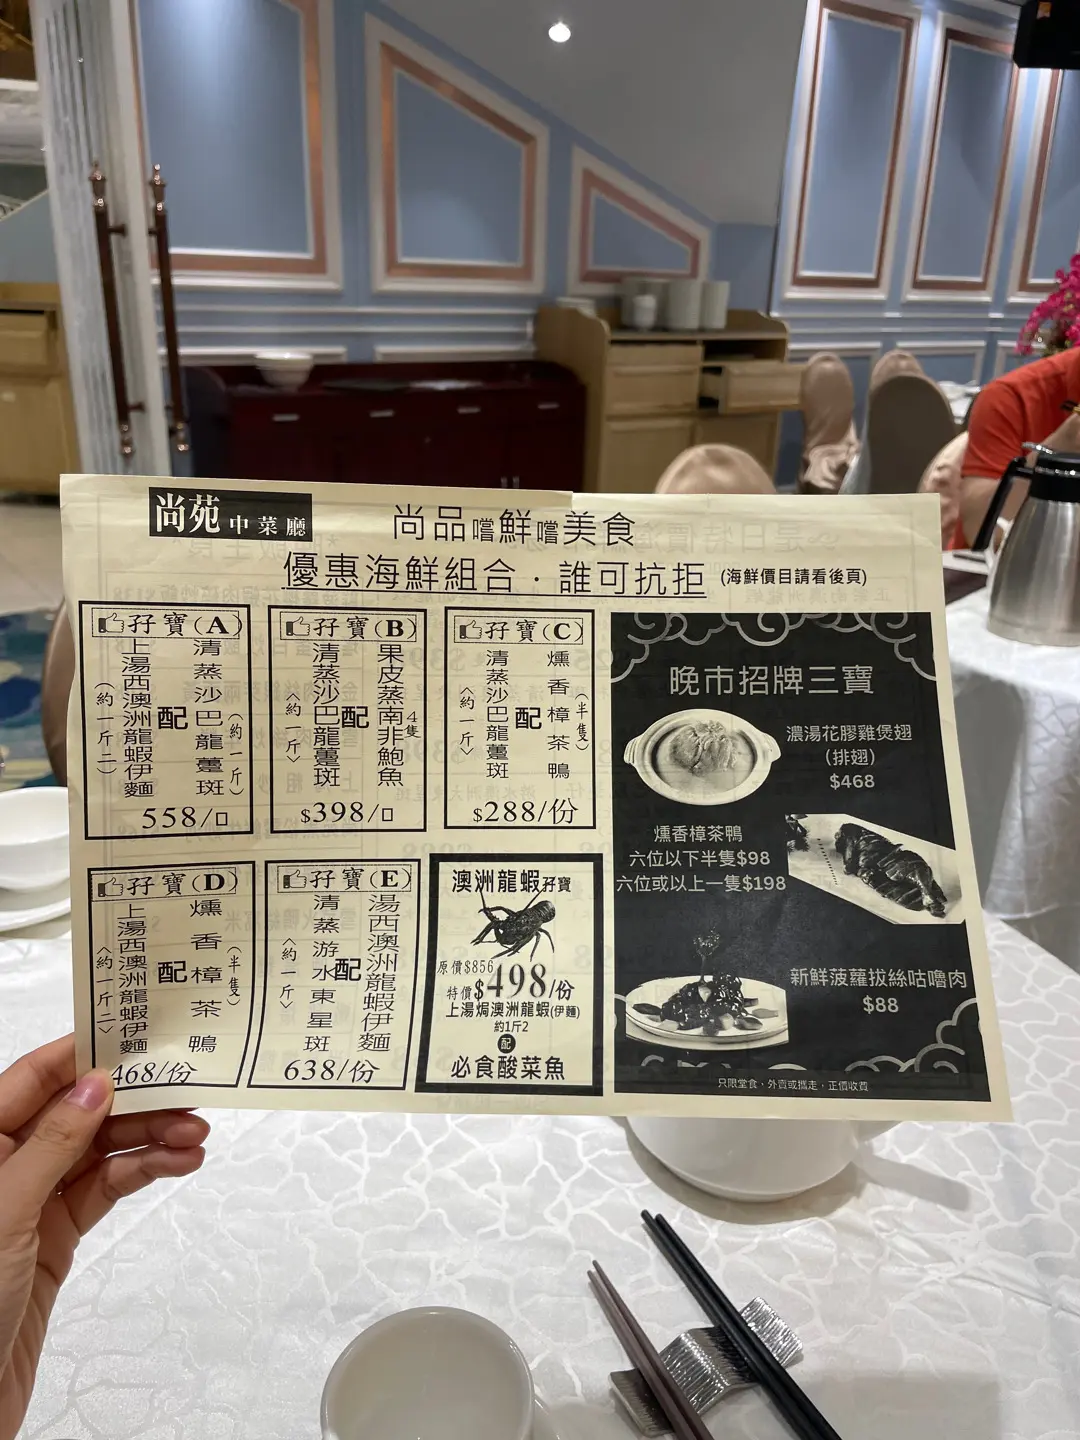 尚苑中菜廳
尚品嚐鮮嚐美食
優惠海鮮組合．誰可抗拒 (海鮮價目請看後頁)
孖寶(A)
清蒸沙巴龍躉斑
(約一斤)
配
上湯西澳洲龍蝦伊麵
(約一斤二)
558/
孖寶(B)
果皮蒸南非鮑魚
4隻
配
清蒸沙巴龍躉斑
(約一斤)
$398/
孖寶(C)
燻香樟茶鴨
(半隻)
配
清蒸沙巴龍躉斑
(約一斤)
$288/份
孖寶(D)
燻香樟茶鴨
(半隻)
配
上湯西澳洲龍蝦伊麵
(約一斤二)
468/份
孖寶(E)
湯西澳洲龍蝦伊麵
配
清蒸游水東星斑
(約一斤)
638/份
澳洲龍蝦孖寶
原價$856
特價$498/份
上湯焗澳洲龍蝦(伊麵)
約1斤2
配
必食酸菜魚
晚市招牌三寶
濃湯花膠雞煲翅
(排翅)
$468
燻香樟茶鴨
六位以下半隻$98
六位或以上一隻$198
新鮮菠蘿拔絲咕嚕肉
$88
只限堂食，外賣或攜走，正價收費